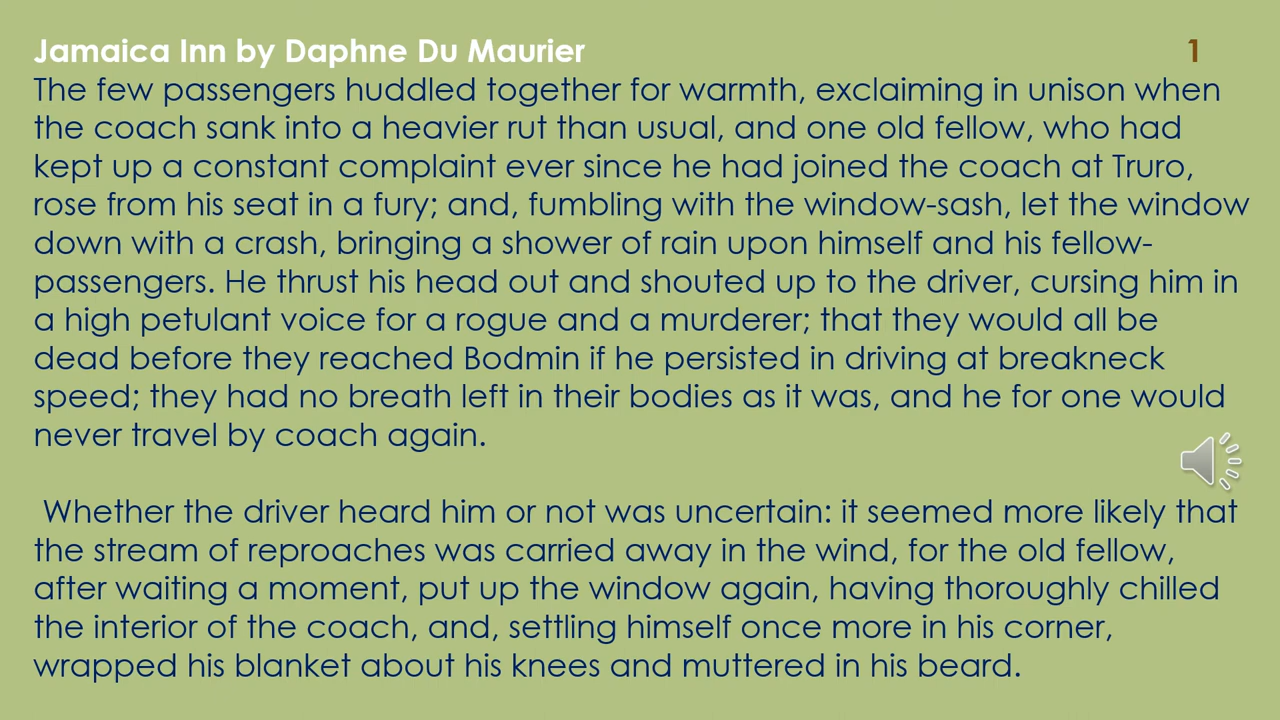 Jamaica Inn by Daphne Du Maurier 1
The few passengers huddled together for warmth, exclaiming in unison when
the coach sank into a heavier rut than usual, and one old fellow, who had
kept up a constant complaint ever since he had joined the coach at Truro,
rose from his seat in a fury; and, fumbling with the window-sash, let the window
down with a crash, bringing a shower of rain upon himself and his fellow-
passengers. He thrust his head out and shouted up to the driver, cursing him in
a high petulant voice for a rogue and a murderer; that they would all be
dead before they reached Bodmin if he persisted in driving at breakneck
speed; they had no breath left in their bodies as it was, and he for one would
never travel by coach again.
Whether the driver heard him or not was uncertain: it seemed more likely that
the stream of reproaches was carried away in the wind, for the old fellow,
after waiting a moment, put up the window again, having thoroughly chilled
the interior of the coach, and, settling himself once more in his corner,
wrapped his blanket about his knees and muttered in his beard.